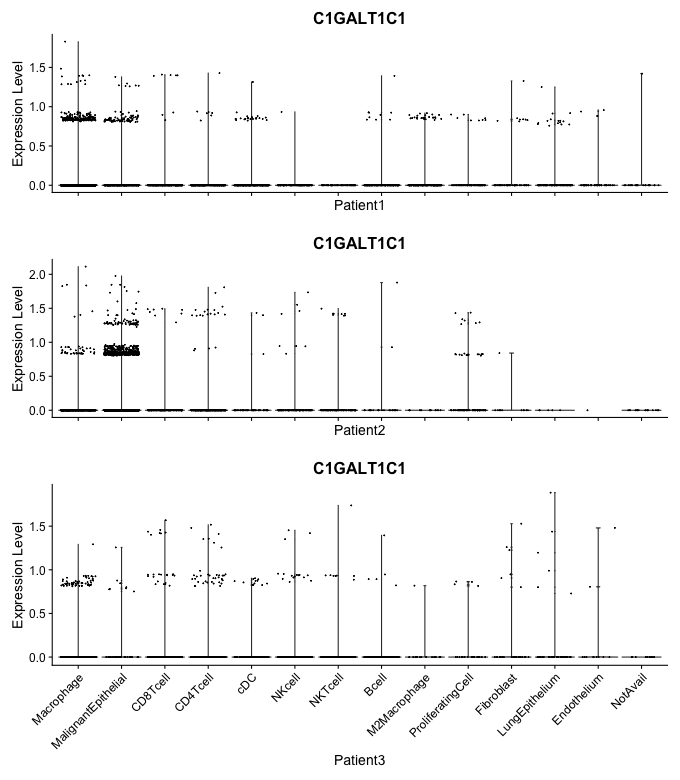 C1GALT1C1
Expression Level
1.5
1.0
0.5
0.0
Patient1
C1GALT1C1
Expression Level
2.0
1.5
1.0
0.5
0.0
Patient2
C1GALT1C1
Expression Level
1.5
1.0
0.5
0.0
Macrophage
MalignantEpithelial
CD8Tcell
CD4Tcell
cDC
NKcell
NKTcell
Bcell
M2Macrophage
ProliferatingCell
Fibroblast
LungEpithelium
Endothelium
NotAvail
Patient3